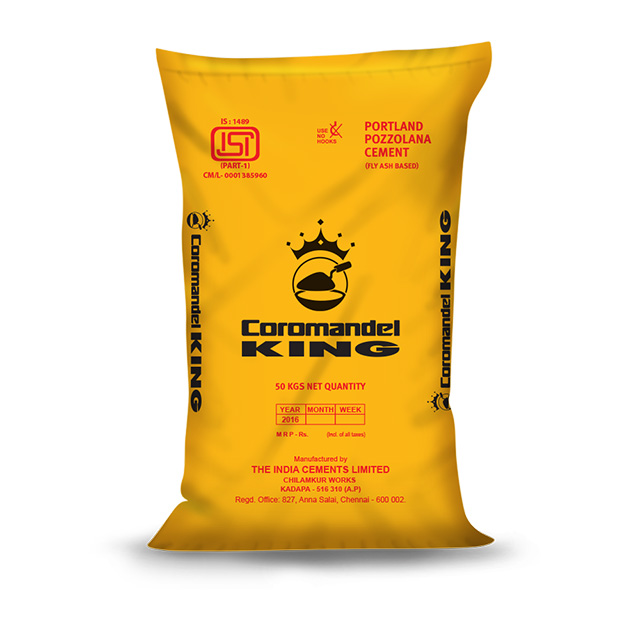 IS : 1489
ISI
(PART-1)
CM/L- 0001385960
USE
NO
HOOKS
PORTLAND
POZZOLANA
CEMENT
(FLY ASH BASED)
Coromandel KING
Coromandel
KING
Coromandel KING
50 KGS NET QUANTITY
YEAR MONTH WEEK
2016
M R P - Rs. (Incl. of all taxes)
Manufactured by
THE INDIA CEMENTS LIMITED
CHILAMKUR WORKS
KADAPA - 516 310 (A.P)
Regd. Office: 827, Anna Salai, Chennai - 600 002.